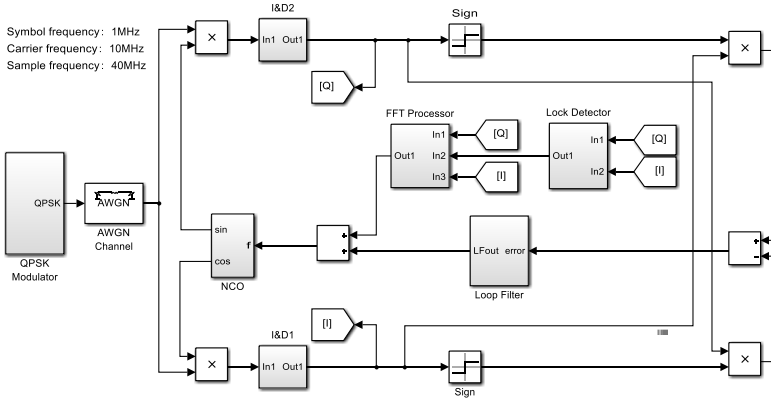 I&D2
Sign
Symbol frequency: 1MHz
Carrier frequency: 10MHz
Sample frequency: 40MHz
×
In1 Out1
×
[Q]
FFT Processor
Lock Detector
In1
[Q]
In1
[Q]
Out1
In2
Out1
In3
[I]
In2
[I]
QPSK
AWGN
AWGN
Channel
QPSK
Modulator
sin
f
cos
NCO
+
+
LFout error
Loop Filter
+
−
[I]
I&D1
×
In1 Out1
Sign
×